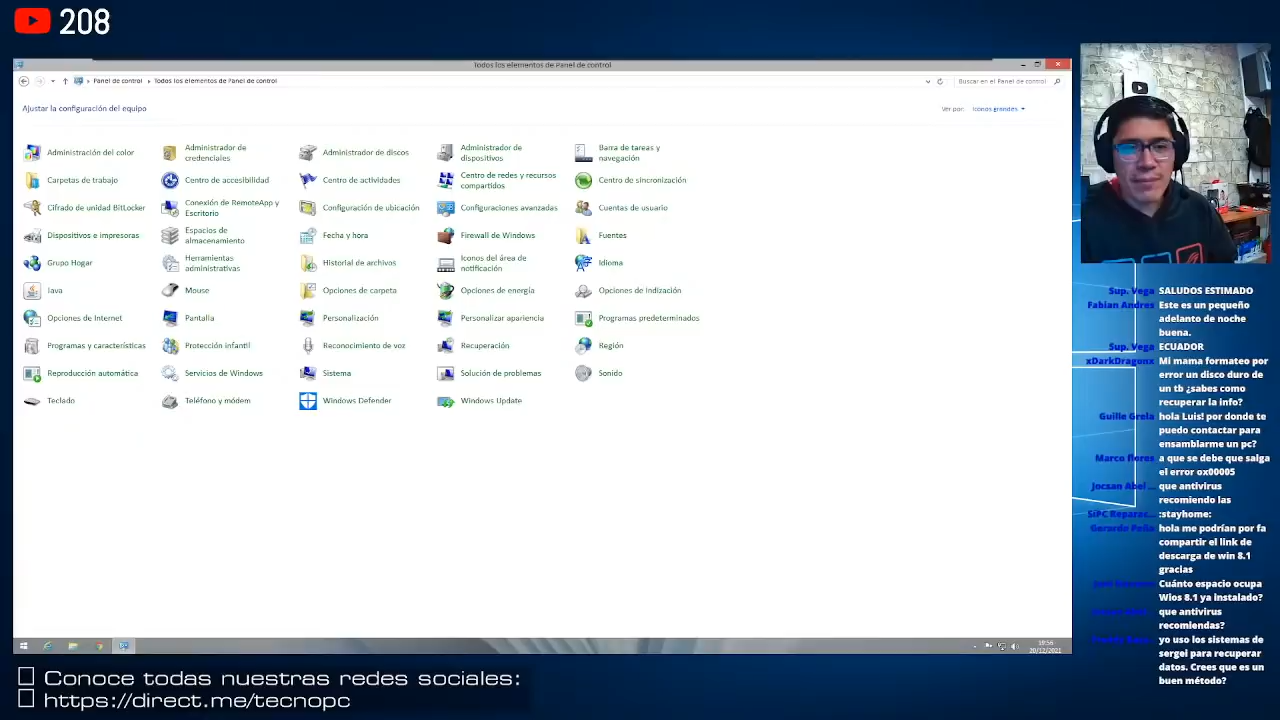 208
Todos los elementos de Panel de control
Panel de control
Todos los elementos de Panel de control
Buscar en el Panel de control
Ajustar la configuración del equipo
Ver por:
Iconos grandes
Administración del color
Administrador de
credenciales
Administrador de discos
Administrador de
dispositivos
Barra de tareas y
navegación
Carpetas de trabajo
Centro de accesibilidad
Centro de actividades
Centro de redes y recursos
compartidos
Centro de sincronización
Cifrado de unidad BitLocker
Conexión de RemoteApp y
Escritorio
Configuración de ubicación
Configuraciones avanzadas
Cuentas de usuario
Dispositivos e impresoras
Espacios de
almacenamiento
Fecha y hora
Firewall de Windows
Fuentes
Grupo Hogar
Herramientas
administrativas
Historial de archivos
Iconos del área de
notificación
Idioma
Java
Mouse
Opciones de carpeta
Opciones de energía
Opciones de indización
Opciones de Internet
Pantalla
Personalización
Personalizar apariencia
Programas predeterminados
Programas y características
Protección infantil
Reconocimiento de voz
Recuperación
Región
Reproducción automática
Servicios de Windows
Sistema
Solución de problemas
Sonido
Teclado
Teléfono y módem
Windows Defender
Windows Update
19:56
20/12/2021
Sup. Vega SALUDOS ESTIMADO
Fabian Andres Este es un pequeño
adelanto de noche
buena.
Sup. Vega ECUADOR
xDarkDragonx Mi mama formateo por
error un disco duro de
un tb ¿sabes como
recuperar la info?
Guille Grela hola Luis! por donde te
puedo contactar para
ensamblarme un pc?
Marco flores a que se debe que salga
el error ox00005
Jocsan Abel ... que antivirus
recomiendo las
SiPC Reparac... :stayhome:
Gerardo Peña hola me podrían por fa
compartir el link de
descarga de win 8.1
gracias
Cuánto espacio ocupa
Wios 8.1 ya instalado?
que antivirus
recomiendas?
yo uso los sistemas de
sergei para recuperar
datos. Crees que es un
buen método?
Conoce todas nuestras redes sociales:
https://direct.me/tecnopc